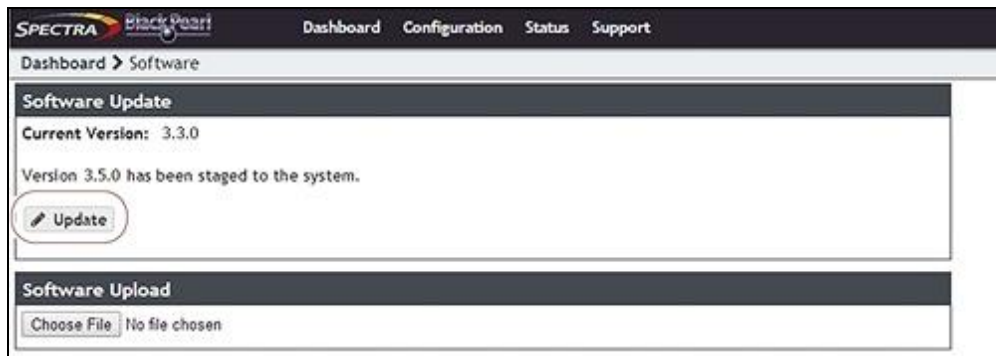 SPECTRA BlackPearl Dashboard Configuration Status Support
Dashboard > Software
Software Update
Current Version: 3.3.0
Version 3.5.0 has been staged to the system.
Update
Software Upload
Choose File No file chosen